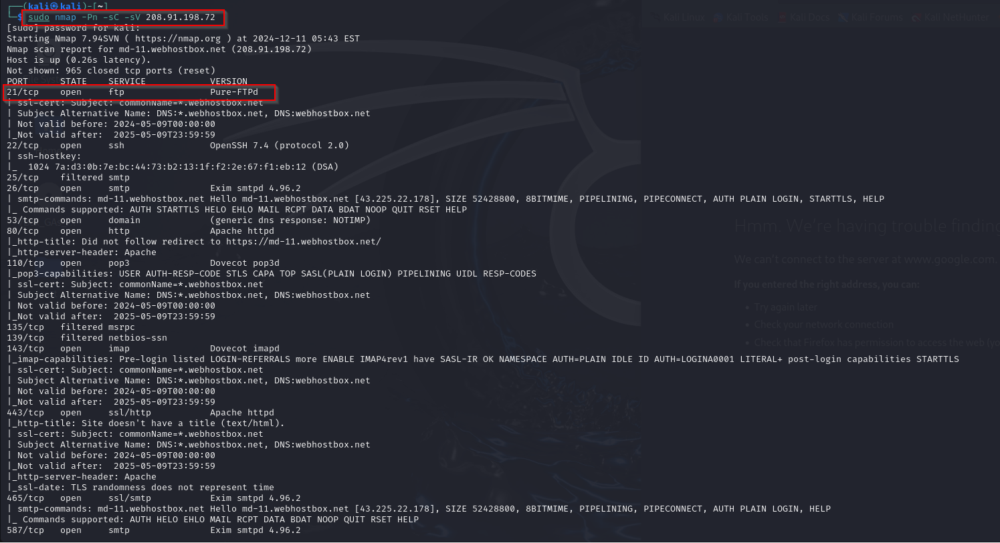 (kali㉿kali)-[~]
$ sudo nmap -Pn -sC -sV 208.91.198.72
[sudo] password for kali:
Starting Nmap 7.94SVN ( https://nmap.org ) at 2024-12-11 05:43 EST
Nmap scan report for md-11.webhostbox.net (208.91.198.72)
Host is up (0.26s latency).
Not shown: 965 closed tcp ports (reset)
PORT STATE SERVICE VERSION
21/tcp open ftp Pure-FTPd
| ssl-cert: Subject: commonName=*.webhostbox.net
| Subject Alternative Name: DNS:*.webhostbox.net, DNS:webhostbox.net
| Not valid before: 2024-05-09T00:00:00
|_Not valid after: 2025-05-09T23:59:59
22/tcp open ssh OpenSSH 7.4 (protocol 2.0)
| ssh-hostkey:
|_ 1024 7a:d3:0b:7e:bc:44:73:b2:13:1f:f2:2e:67:f1:eb:12 (DSA)
25/tcp filtered smtp
26/tcp open smtp Exim smtpd 4.96.2
| smtp-commands: md-11.webhostbox.net Hello md-11.webhostbox.net [43.225.22.178], SIZE 52428800, 8BITMIME, PIPELINING, PIPECONNECT, AUTH PLAIN LOGIN, STARTTLS, HELP
|_ Commands supported: AUTH STARTTLS HELO EHLO MAIL RCPT DATA BDAT NOOP QUIT RSET HELP
53/tcp open domain (generic dns response: NOTIMP)
80/tcp open http Apache httpd
|_http-title: Did not follow redirect to https://md-11.webhostbox.net/
|_http-server-header: Apache
110/tcp open pop3 Dovecot pop3d
|_pop3-capabilities: USER AUTH-RESP-CODE STLS CAPA TOP SASL(PLAIN LOGIN) PIPELINING UIDL RESP-CODES
| ssl-cert: Subject: commonName=*.webhostbox.net
| Subject Alternative Name: DNS:*.webhostbox.net, DNS:webhostbox.net
| Not valid before: 2024-05-09T00:00:00
|_Not valid after: 2025-05-09T23:59:59
135/tcp filtered msrpc
139/tcp filtered netbios-ssn
143/tcp open imap Dovecot imapd
|_imap-capabilities: Pre-login listed LOGIN-REFERRALS more ENABLE IMAP4rev1 have SASL-IR OK NAMESPACE AUTH=PLAIN IDLE ID AUTH=LOGINA0001 LITERAL+ post-login capabilities STARTTLS
| ssl-cert: Subject: commonName=*.webhostbox.net
| Subject Alternative Name: DNS:*.webhostbox.net, DNS:webhostbox.net
| Not valid before: 2024-05-09T00:00:00
|_Not valid after: 2025-05-09T23:59:59
443/tcp open ssl/http Apache httpd
|_http-title: Site doesn't have a title (text/html).
| ssl-cert: Subject: commonName=*.webhostbox.net
| Subject Alternative Name: DNS:*.webhostbox.net, DNS:webhostbox.net
| Not valid before: 2024-05-09T00:00:00
|_Not valid after: 2025-05-09T23:59:59
|_http-server-header: Apache
|_ssl-date: TLS randomness does not represent time
465/tcp open ssl/smtp Exim smtpd 4.96.2
| smtp-commands: md-11.webhostbox.net Hello md-11.webhostbox.net [43.225.22.178], SIZE 52428800, 8BITMIME, PIPELINING, PIPECONNECT, AUTH PLAIN LOGIN, HELP
|_ Commands supported: AUTH HELO EHLO MAIL RCPT DATA BDAT NOOP QUIT RSET HELP
587/tcp open smtp Exim smtpd 4.96.2
Kali Linux Kali Tools Kali Docs Kali Forums Kali NetHunter
Hmm. We're having trouble finding
We can't connect to the server at www.google.com.
If you entered the right address, you can:
Try again later
Check your network connection
Check that Firefox has permission to access the web